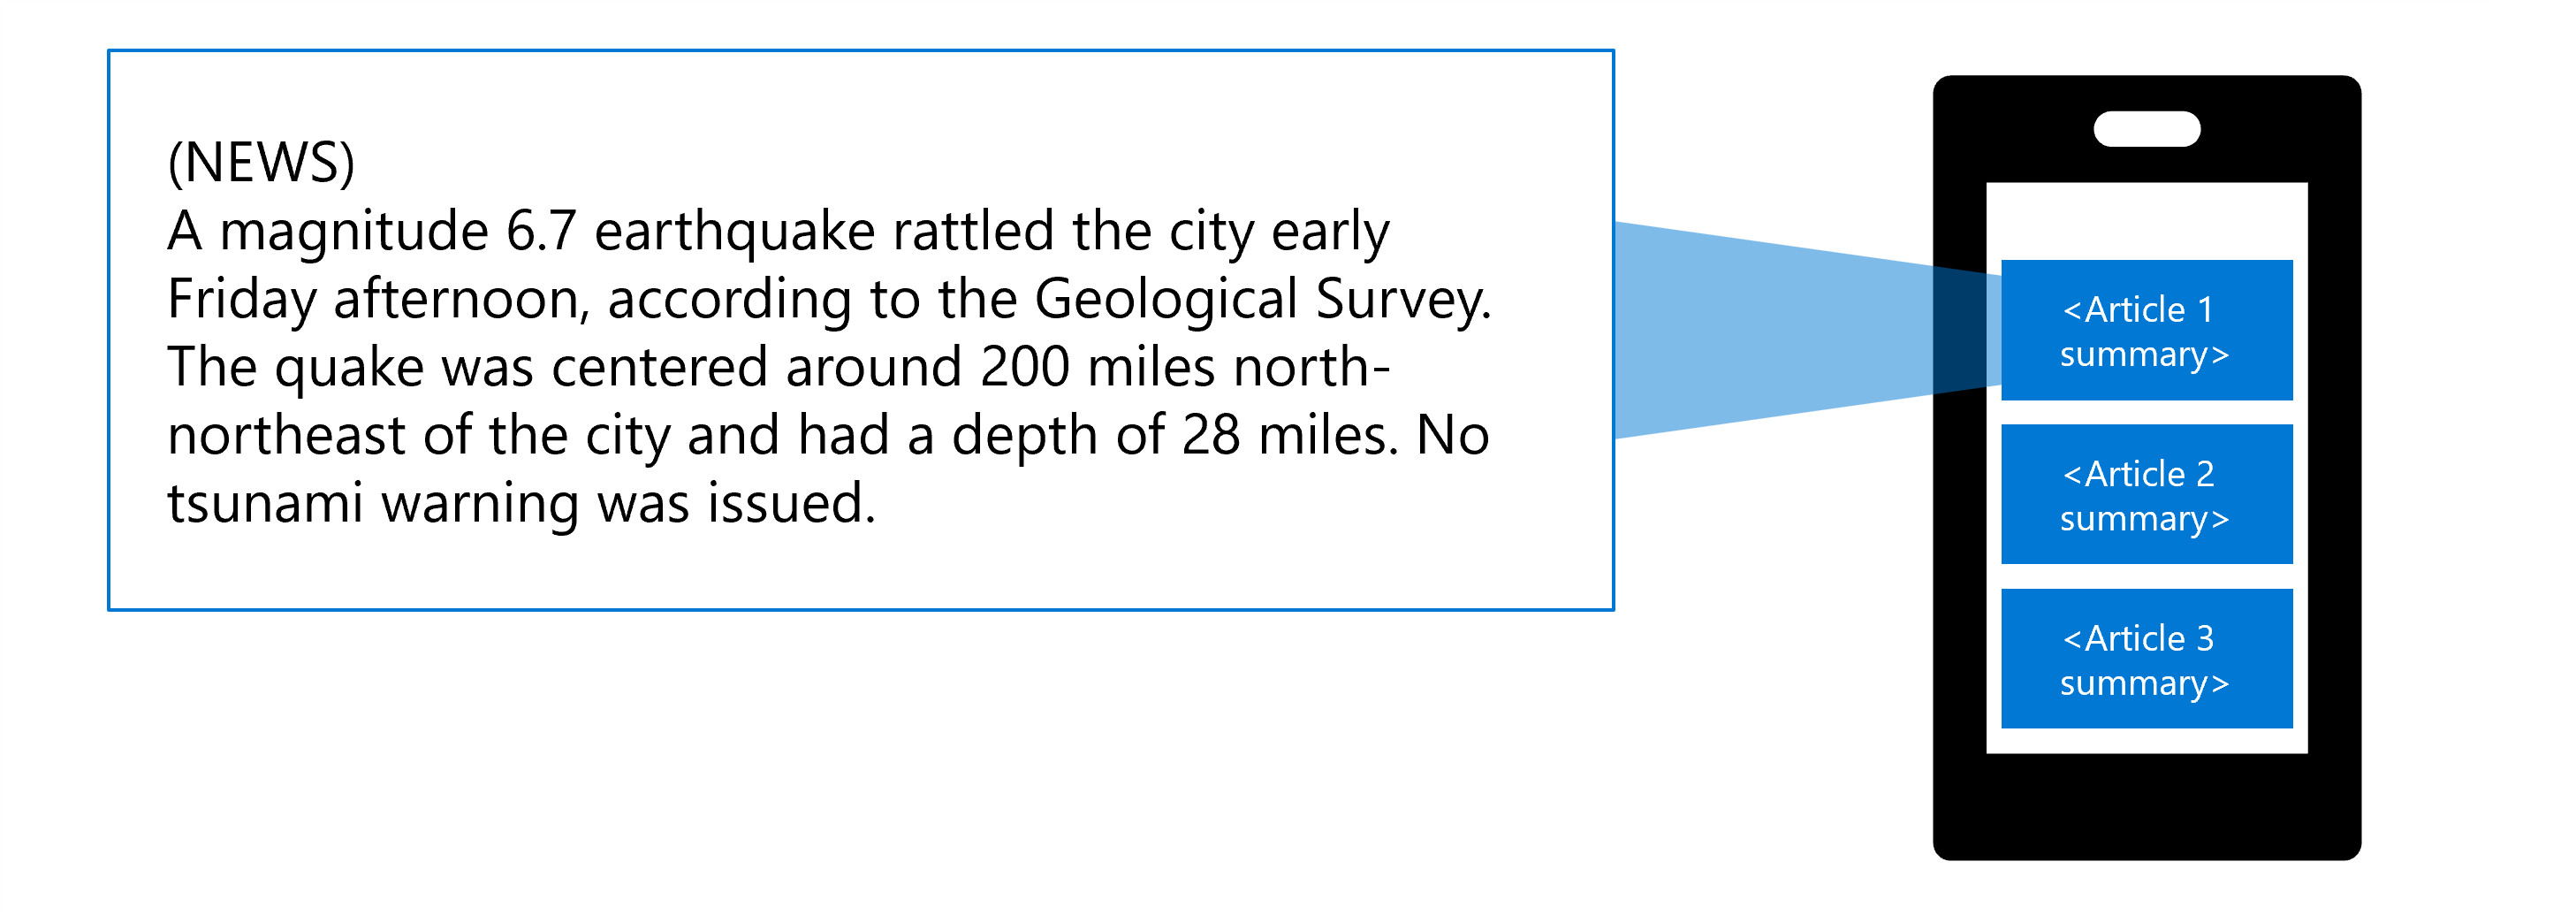 (NEWS)
A magnitude 6.7 earthquake rattled the city early
Friday afternoon, according to the Geological Survey.
The quake was centered around 200 miles north-
northeast of the city and had a depth of 28 miles. No
tsunami warning was issued.
<Article 1
summary>
<Article 2
summary>
<Article 3
summary>